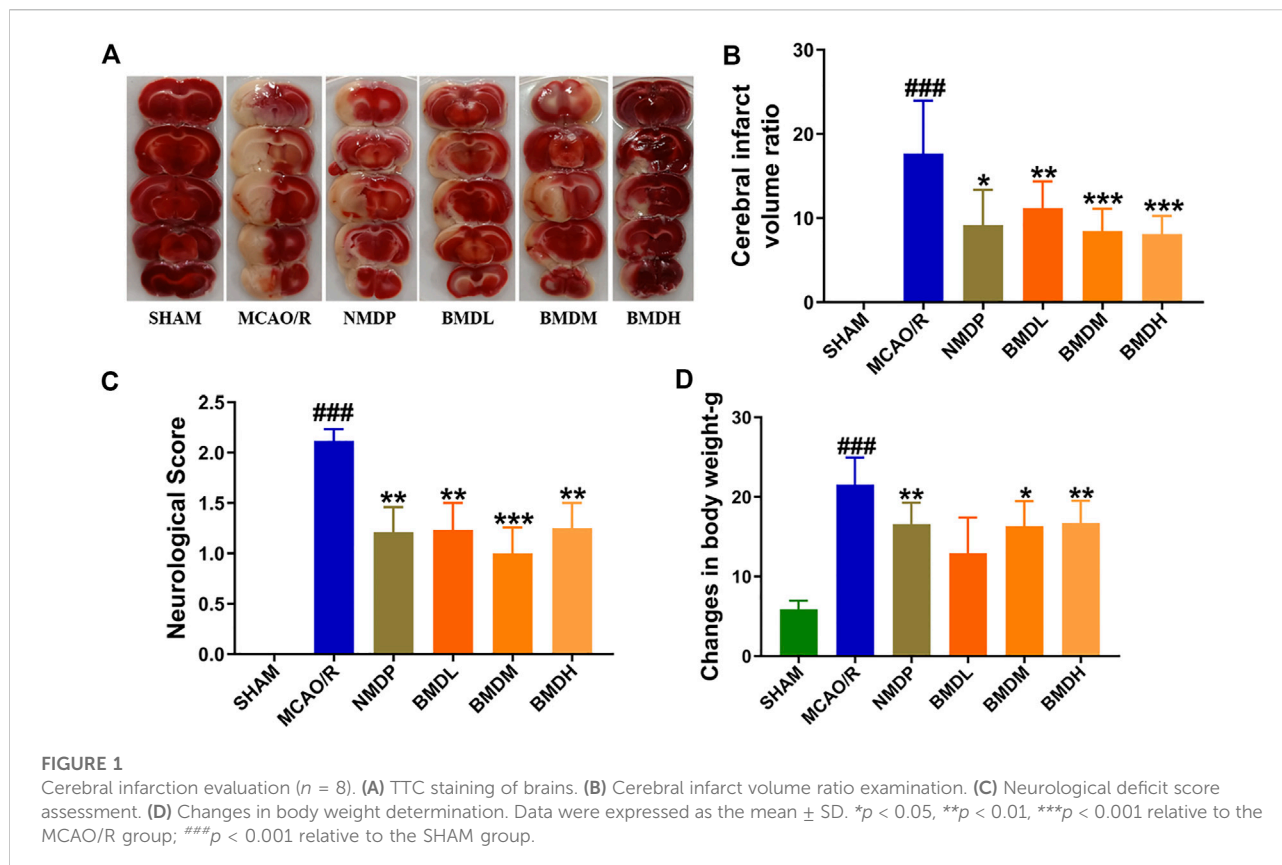 A
SHAM MCAO/R NMDP BMDL BMDM BMDH
B
Cerebral infarct
volume ratio
30
20
10
0
###
*
**
***
***
SHAM
MCAO/R
NMDP
BMDL
BMDM
BMDH
C
Neurological Score
2.5
2.0
1.5
1.0
0.5
0.0
###
**
**
***
**
SHAM
MCAO/R
NMDP
BMDL
BMDM
BMDH
D
Changes in body weight-g
30
20
10
0
###
**
*
**
SHAM
MCAO/R
NMDP
BMDL
BMDM
BMDH
FIGURE 1
Cerebral infarction evaluation (n = 8). (A) TTC staining of brains. (B) Cerebral infarct volume ratio examination. (C) Neurological deficit score
assessment. (D) Changes in body weight determination. Data were expressed as the mean ± SD. *p < 0.05, **p < 0.01, ***p < 0.001 relative to the
MCAO/R group; ###p < 0.001 relative to the SHAM group.